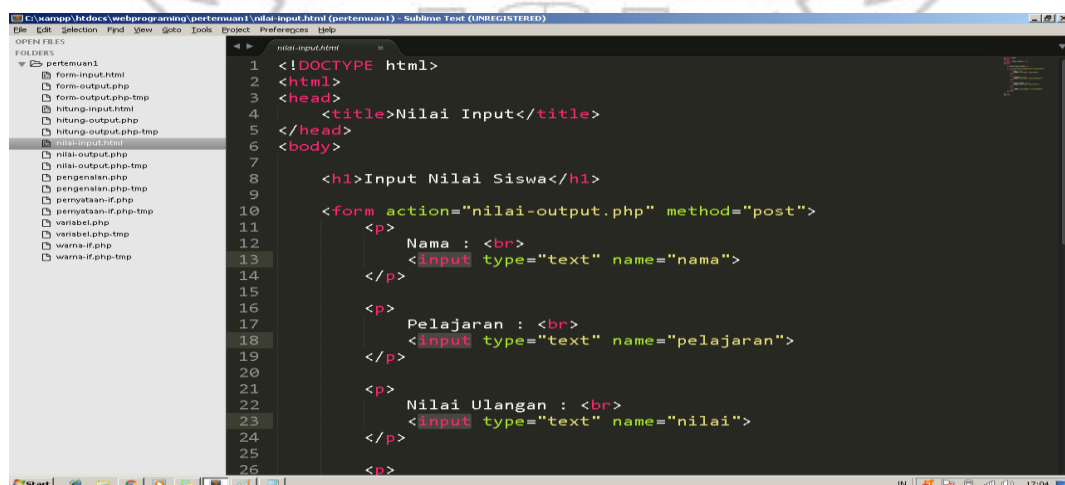 C:\xampp\htdocs\webprograming\pertemuan1\nilai-input.html (pertemuan1) - Sublime Text (UNREGISTERED)
File Edit Selection Find View Goto Tools Project Preferences Help
OPEN FILES
FOLDERS
pertemuan1
form-input.html
form-output.php
form-output.php-tmp
hitung-input.html
hitung-output.php
hitung-output.php-tmp
nilai-input.html
nilai-output.php
nilai-output.php-tmp
pengenalan.php
pengenalan.php-tmp
pernyataan-if.php
pernyataan-if.php-tmp
variabel.php
variabel.php-tmp
warna-if.php
warna-if.php-tmp
nilai-input.html ×
1 <!DOCTYPE html>
2 <html>
3 <head>
4 <title>Nilai Input</title>
5 </head>
6 <body>
7
8 <h1>Input Nilai Siswa</h1>
9
10 <form action="nilai-output.php" method="post">
11 <p>
12 Nama : <br>
13 <input type="text" name="nama">
14 </p>
15
16 <p>
17 Pelajaran : <br>
18 <input type="text" name="pelajaran">
19 </p>
20
21 <p>
22 Nilai Ulangan : <br>
23 <input type="text" name="nilai">
24 </p>
25
26 <p>
Start
IN
17:04